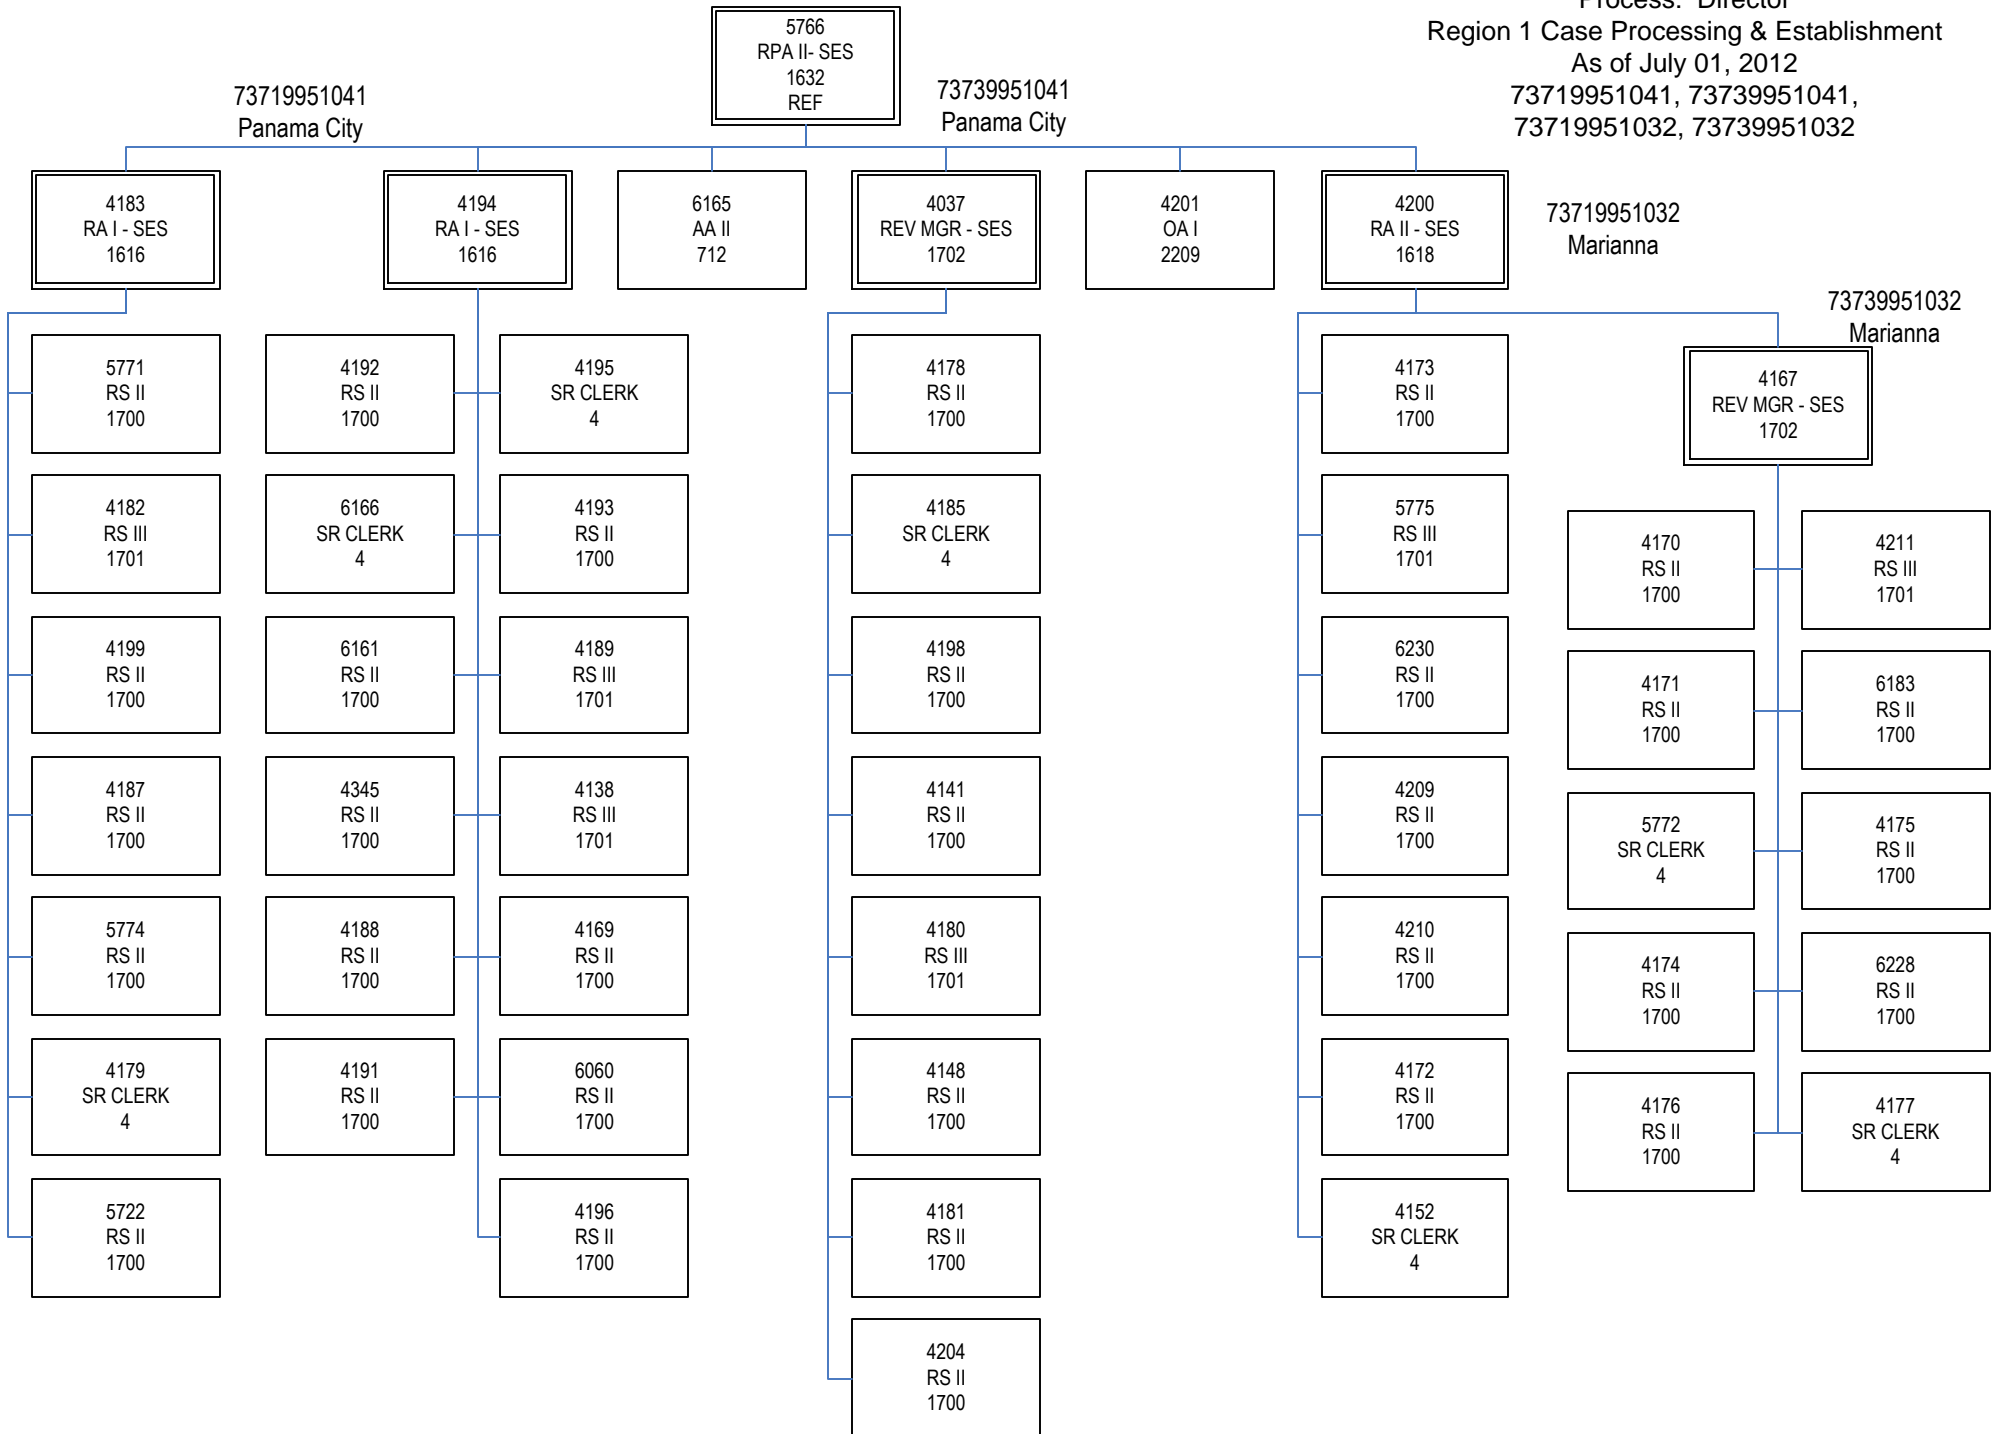 Process: Director
Region 1 Case Processing & Establishment
As of July 01, 2012
73719951041, 73739951041,
73719951032, 73739951032
5766
RPA II- SES
1632
REF
73719951041
Panama City
73739951041
Panama City
4183
RA I - SES
1616
4194
RA I - SES
1616
6165
AA II
712
4037
REV MGR - SES
1702
4201
OA I
2209
4200
RA II - SES
1618
73719951032
Marianna
73739951032
Marianna
5771
RS II
1700
4182
RS III
1701
4199
RS II
1700
4187
RS II
1700
5774
RS II
1700
4179
SR CLERK
4
5722
RS II
1700
4192
RS II
1700
4195
SR CLERK
4
6166
SR CLERK
4
4193
RS II
1700
6161
RS II
1700
4189
RS III
1701
4345
RS II
1700
4138
RS III
1701
4188
RS II
1700
4169
RS II
1700
4191
RS II
1700
6060
RS II
1700
4196
RS II
1700
4178
RS II
1700
4185
SR CLERK
4
4198
RS II
1700
4141
RS II
1700
4180
RS III
1701
4148
RS II
1700
4181
RS II
1700
4204
RS II
1700
4173
RS II
1700
5775
RS III
1701
6230
RS II
1700
4209
RS II
1700
4210
RS II
1700
4172
RS II
1700
4152
SR CLERK
4
4167
REV MGR - SES
1702
4170
RS II
1700
4211
RS III
1701
4171
RS II
1700
6183
RS II
1700
5772
SR CLERK
4
4175
RS II
1700
4174
RS II
1700
6228
RS II
1700
4176
RS II
1700
4177
SR CLERK
4